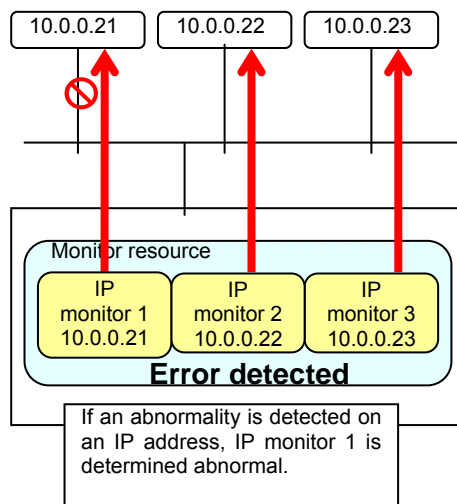 10.0.0.21 10.0.0.22 10.0.0.23
Monitor resource
IP
monitor 1
10.0.0.21
IP
monitor 2
10.0.0.22
IP
monitor 3
10.0.0.23
Error detected
If an abnormality is detected on
an IP address, IP monitor 1 is
determined abnormal.